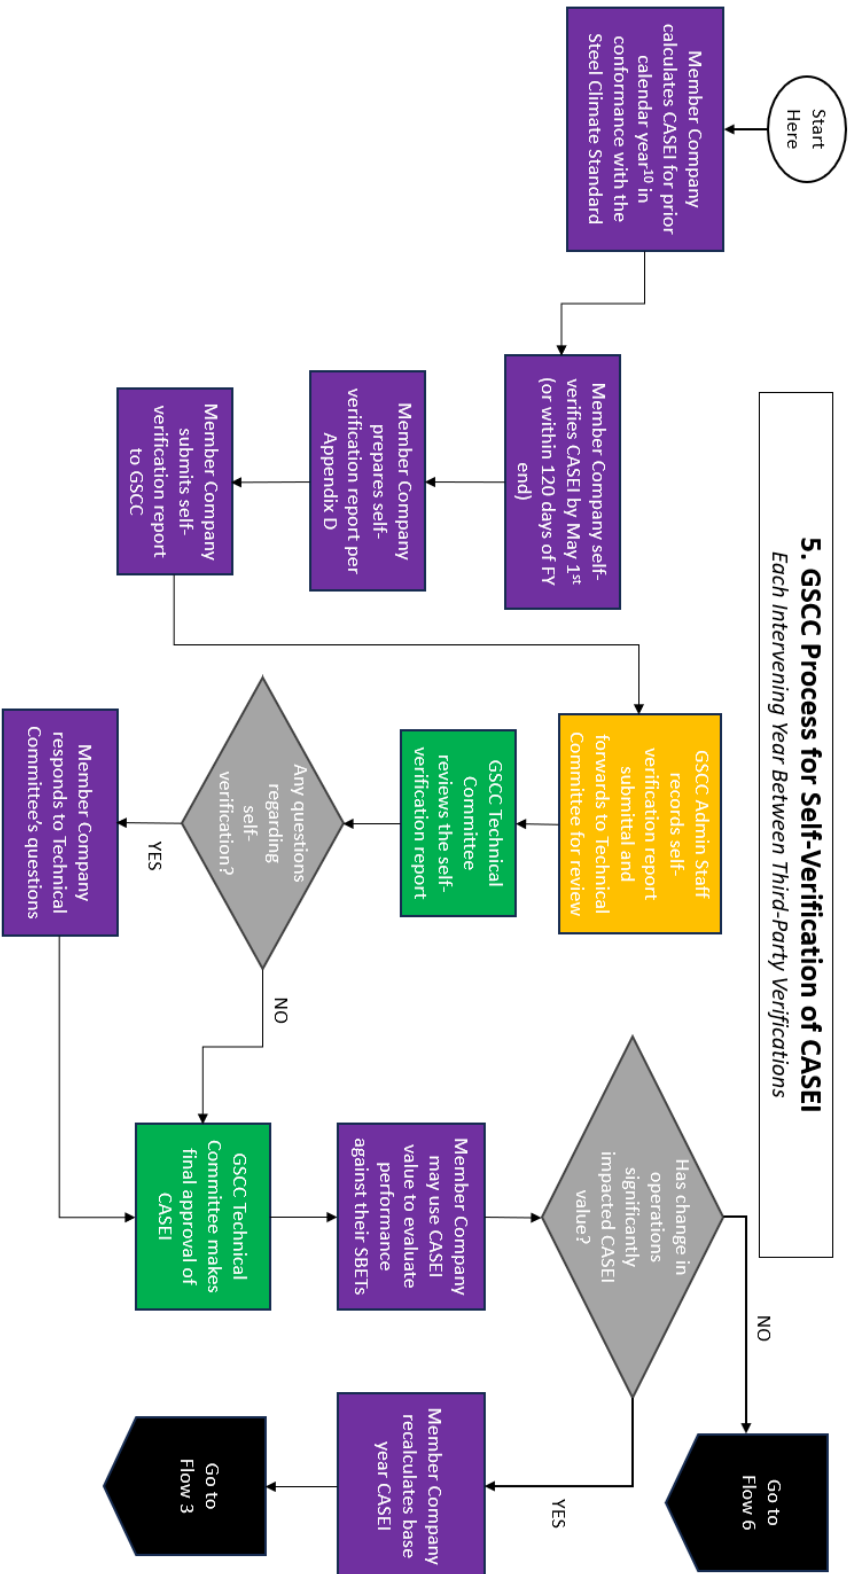 5. GSCC Process for Self-Verification of CASEI
Each Intervening Year Between Third-Party Verifications
Start
Here
Member Company
calculates CASEI for prior
calendar year¹⁰ in
conformance with the
Steel Climate Standard
Member Company self-
verifies CASEI by May 1ˢᵗ
(or within 120 days of FY
end)
Member Company
prepares self-
verification report per
Appendix D
Member Company
submits self-
verification report
to GSCC
GSCC Admin Staff
records self-
verification report
submittal and
forwards to Technical
Committee for review
GSCC Technical
Committee
reviews the self-
verification report
Any questions
regarding
self-
verification?
YES
NO
Member Company
responds to Technical
Committee's questions
GSCC Technical
Committee makes
final approval of
CASEI
Member Company
may use CASEI
value to evaluate
performance
against their SBETs
Has change in
operations
significantly
impacted CASEI
value?
NO
YES
Go to
Flow 6
Member Company
recalculates base
year CASEI
Go to
Flow 3